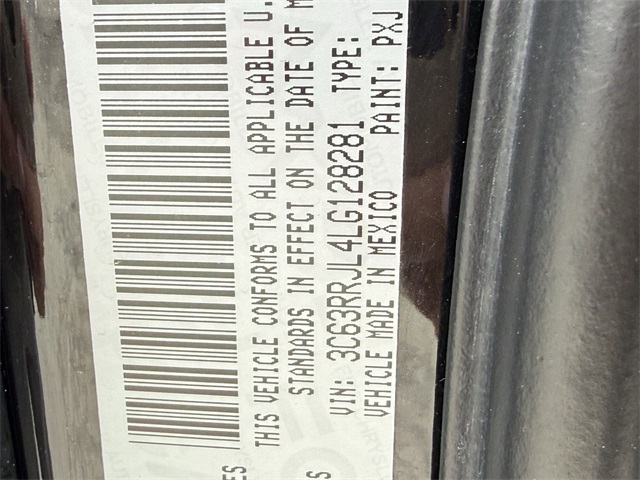 THIS VEHICLE CONFORMS TO ALL APPLICABLE U.
STANDARDS IN EFFECT ON THE DATE OF M
VIN: 3C63RRJL4LG128281 TYPE:
VEHICLE MADE IN MEXICO PAINT: PXJ